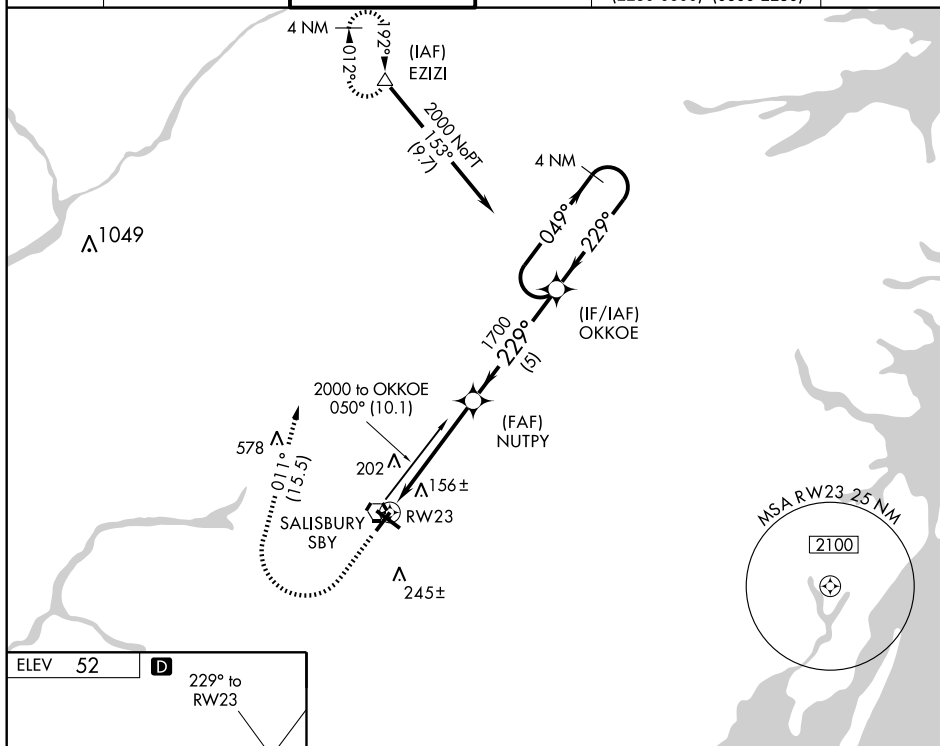 4 NM
192°
012°
(IAF)
EZIZI
2000 NoPT
153°
(9.7)
4 NM
049°
229°
1049
(IF/IAF)
OKKOE
1700
229°
(5)
2000 to OKKOE
050° (10.1)
(FAF)
NUTPY
578
011°
(15.5)
202
156±
SALISBURY
SBY
RW23
245±
MSA RW23 25 NM
2100
ELEV 52
D
229° to
RW23